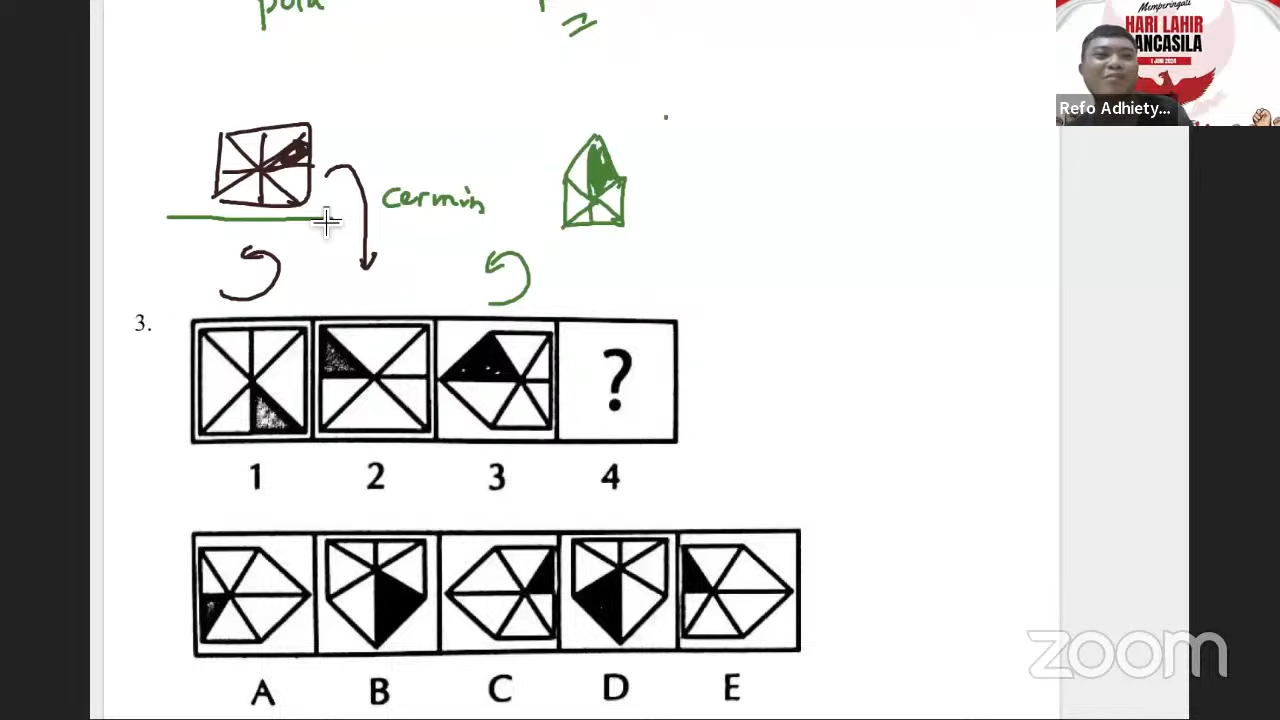 pola
Memperingati
HARI LAHIR
PANCASILA
1 JUNI 2024
Refo Adhiety...
cermin
3.
?
1 2 3 4
A B C D E
zoom